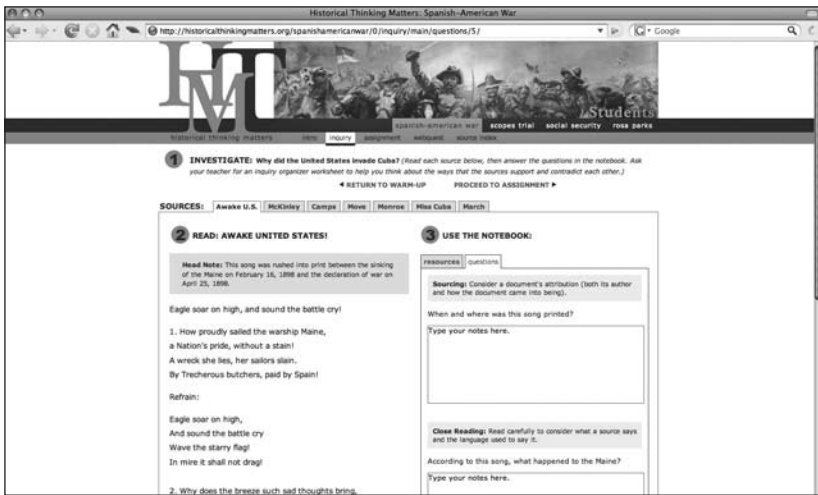 Historical Thinking Matters: Spanish-American War
http://historicalthinkingmatters.org/spanishamericanwar/0/inquiry/main/questions/5/
Google
HTM
Students
spanish-american war scopes trial social security rosa parks
historical thinking matters intro inquiry assignment webquest source index
1 INVESTIGATE: Why did the United States invade Cuba? (Read each source below, then answer the questions in the notebook. Ask
your teacher for an inquiry organizer worksheet to help you think about the ways that the sources support and contradict each other.)
RETURN TO WARM-UP PROCEED TO ASSIGNMENT
SOURCES: Awake U.S. McKinley Camps Move Monroe Miss Cuba March
2 READ: AWAKE UNITED STATES!
Head Note: This song was rushed into print between the sinking
of the Maine on February 16, 1898 and the declaration of war on
April 25, 1898.
Eagle soar on high, and sound the battle cry!
1. How proudly sailed the warship Maine,
a Nation's pride, without a stain!
A wreck she lies, her sailors slain.
By Trecherous butchers, paid by Spain!
Refrain:
Eagle soar on high,
And sound the battle cry
Wave the starry flag!
In mire it shall not drag!
2. Why does the breeze such sad thoughts bring,
3 USE THE NOTEBOOK:
resources questions
Sourcing: Consider a document's attribution (both its author
and how the document came into being).
When and where was this song printed?
Type your notes here.
Close Reading: Read carefully to consider what a source says
and the language used to say it.
According to this song, what happened to the Maine?
Type your notes here.